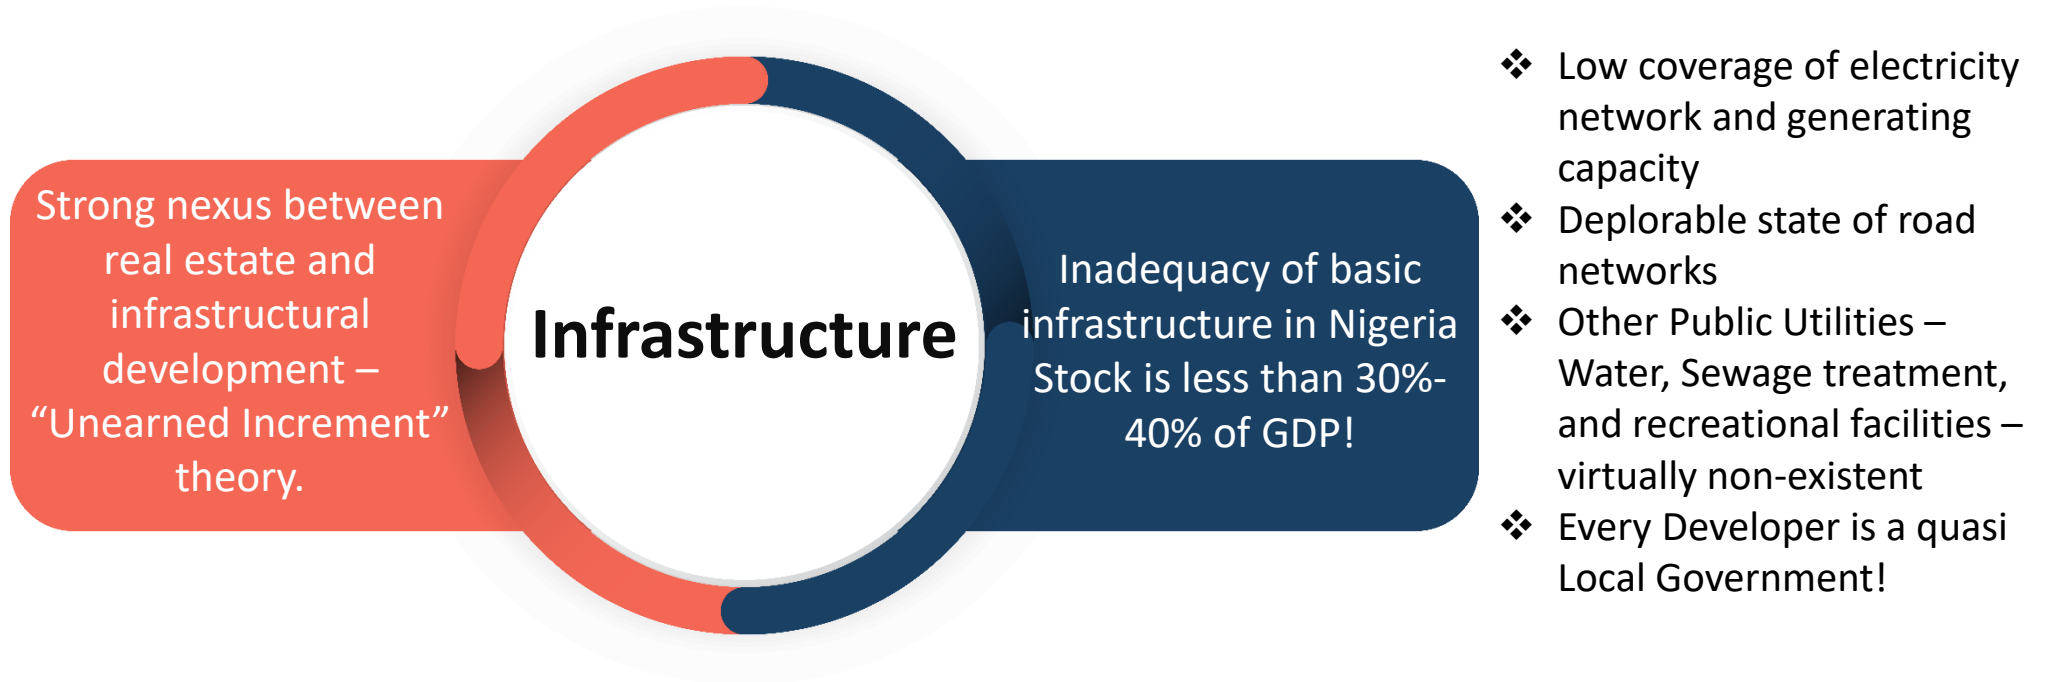 Strong nexus between
real estate and
infrastructural
development –
“Unearned Increment”
theory.
Infrastructure
Inadequacy of basic
infrastructure in Nigeria
Stock is less than 30%-
40% of GDP!
❖ Low coverage of electricity
network and generating
capacity
❖ Deplorable state of road
networks
❖ Other Public Utilities –
Water, Sewage treatment,
and recreational facilities –
virtually non-existent
❖ Every Developer is a quasi
Local Government!